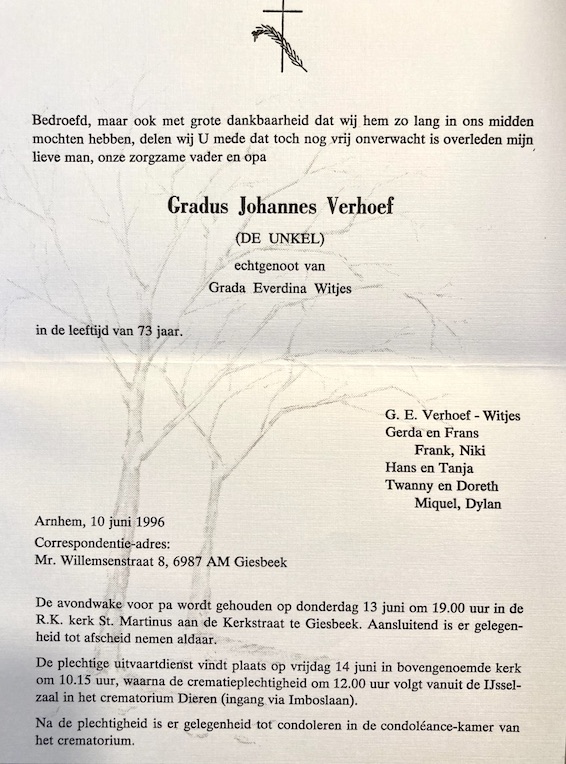 Bedroefd, maar ook met grote dankbaarheid dat wij hem zo lang in ons midden
mochten hebben, delen wij U mede dat toch nog vrij onverwacht is overleden mijn
lieve man, onze zorgzame vader en opa
Gradus Johannes Verhoef
(DE UNKEL)
echtgenoot van
Grada Everdina Witjes
in de leeftijd van 73 jaar.
G. E. Verhoef - Witjes
Gerda en Frans
Frank, Niki
Hans en Tanja
Twanny en Doreth
Miquel, Dylan
Arnhem, 10 juni 1996
Correspondentie-adres:
Mr. Willemsenstraat 8, 6987 AM Giesbeek
De avondwake voor pa wordt gehouden op donderdag 13 juni om 19.00 uur in de
R.K. kerk St. Martinus aan de Kerkstraat te Giesbeek. Aansluitend is er gelegen-
heid tot afscheid nemen aldaar.
De plechtige uitvaartdienst vindt plaats op vrijdag 14 juni in bovengenoemde kerk
om 10.15 uur, waarna de crematieplechtigheid om 12.00 uur volgt vanuit de IJssel-
zaal in het crematorium Dieren (ingang via Imboslaan).
Na de plechtigheid is er gelegenheid tot condoleren in de condoléance-kamer van
het crematorium.